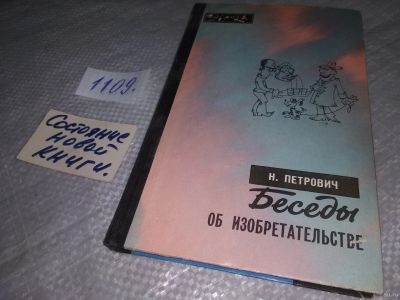 1109.
Состояние
новой
книги.
Н. ПЕТРОВИЧ
Беседы
ОБ ИЗОБРЕТАТЕЛЬСТВЕ